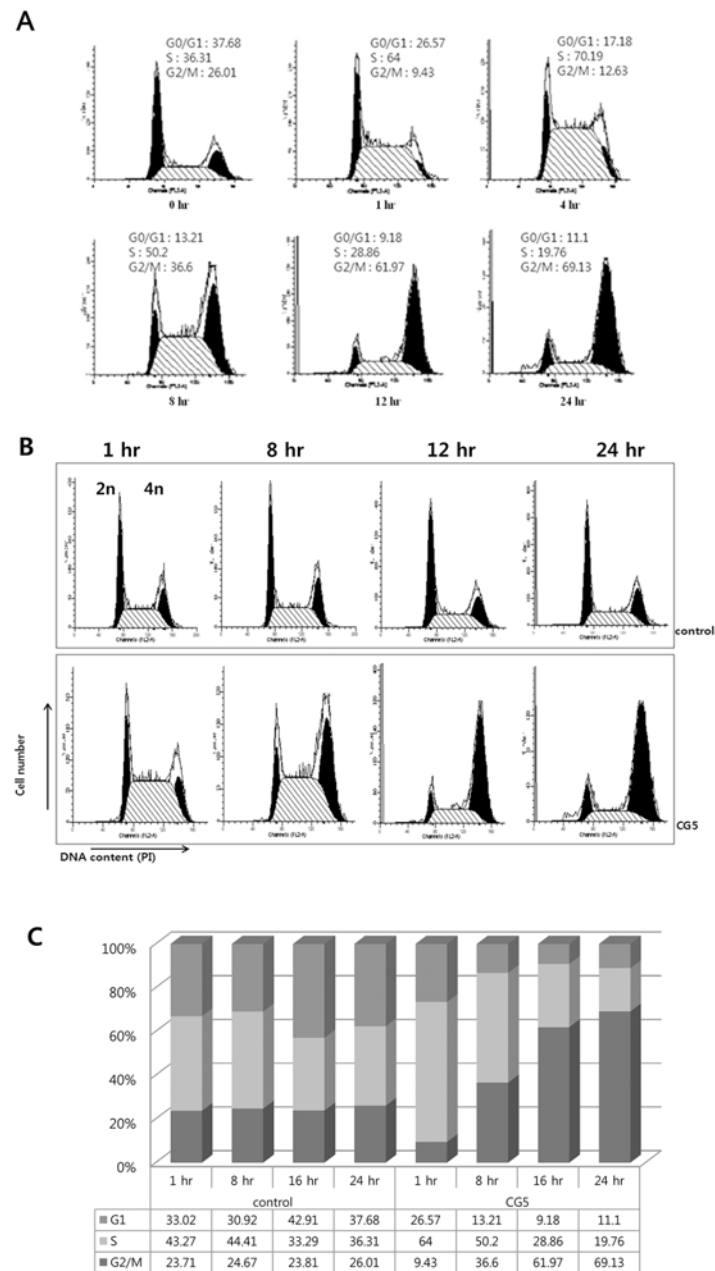 A
G0/G1 : 37.68
S : 36.31
G2/M : 26.01
0 hr
G0/G1 : 26.57
S : 64
G2/M : 9.43
1 hr
G0/G1 : 17.18
S : 70.19
G2/M : 12.63
4 hr
G0/G1 : 13.21
S : 50.2
G2/M : 36.6
8 hr
G0/G1 : 9.18
S : 28.86
G2/M : 61.97
12 hr
G0/G1 : 11.1
S : 19.76
G2/M : 69.13
24 hr
B
1 hr 8 hr 12 hr 24 hr
2n 4n
control
Cell number
CG5
DNA content (PI)
C
100%
80%
60%
40%
20%
0%
1 hr 8 hr 16 hr 24 hr 1 hr 8 hr 16 hr 24 hr
control CG5
G1 33.02 30.92 42.91 37.68 26.57 13.21 9.18 11.1
S 43.27 44.41 33.29 36.31 64 50.2 28.86 19.76
G2/M 23.71 24.67 23.81 26.01 9.43 36.6 61.97 69.13